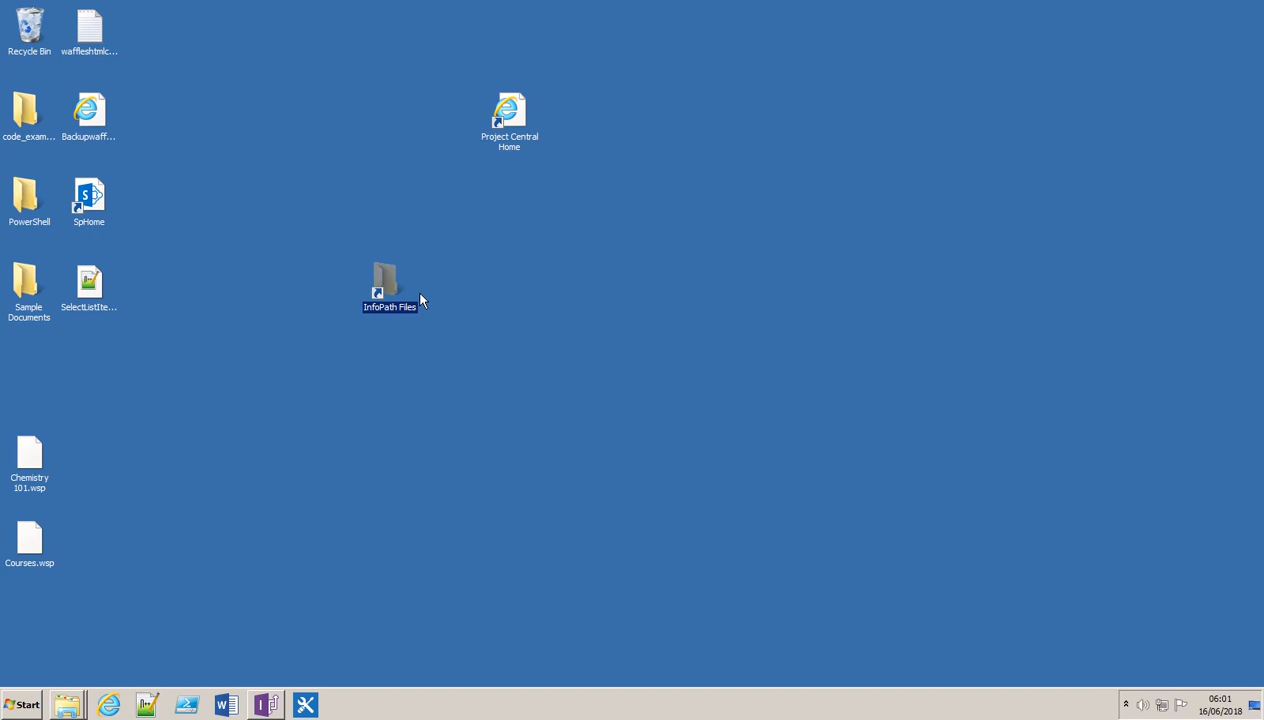 Recycle Bin
waffleshtmlc...
code_exam...
Backupwaff...
Project Central
Home
PowerShell
SpHome
Sample
Documents
SelectListIte...
InfoPath Files
Chemistry
101.wsp
Courses.wsp
Start
06:01
16/06/2018